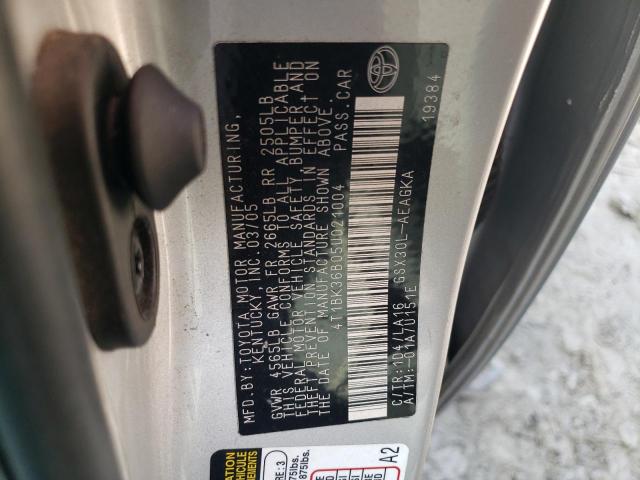 MFD.BY: TOYOTA MOTOR MANUFACTURING,
KENTUCKY, INC. 03/05
GVWR 4565LB GAWR FR 2665LB RR 2505LB
THIS VEHICLE CONFORMS TO ALL APPLICABLE
FEDERAL MOTOR VEHICLE SAFETY, BUMPER, AND
THEFT PREVENTION STANDARDS IN EFFECT ON
THE DATE OF MANUFACTURE SHOWN ABOVE.
4T1BK36B05U021004 PASS. CAR
C/TR: 1D4/LA16 GSX30L-AEAGKA
A/TM: -01A/U151E 19384
A2